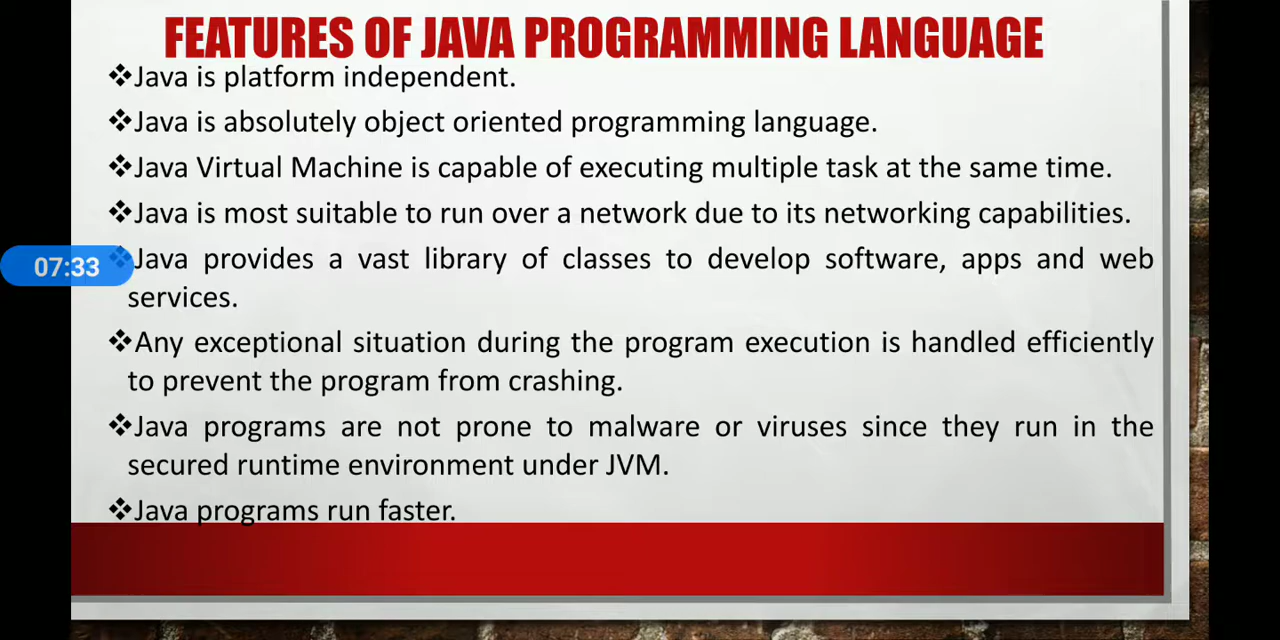 FEATURES OF JAVA PROGRAMMING LANGUAGE
❖Java is platform independent.
❖Java is absolutely object oriented programming language.
❖Java Virtual Machine is capable of executing multiple task at the same time.
❖Java is most suitable to run over a network due to its networking capabilities.
07:33
❖Java provides a vast library of classes to develop software, apps and web
services.
❖Any exceptional situation during the program execution is handled efficiently
to prevent the program from crashing.
❖Java programs are not prone to malware or viruses since they run in the
secured runtime environment under JVM.
❖Java programs run faster.